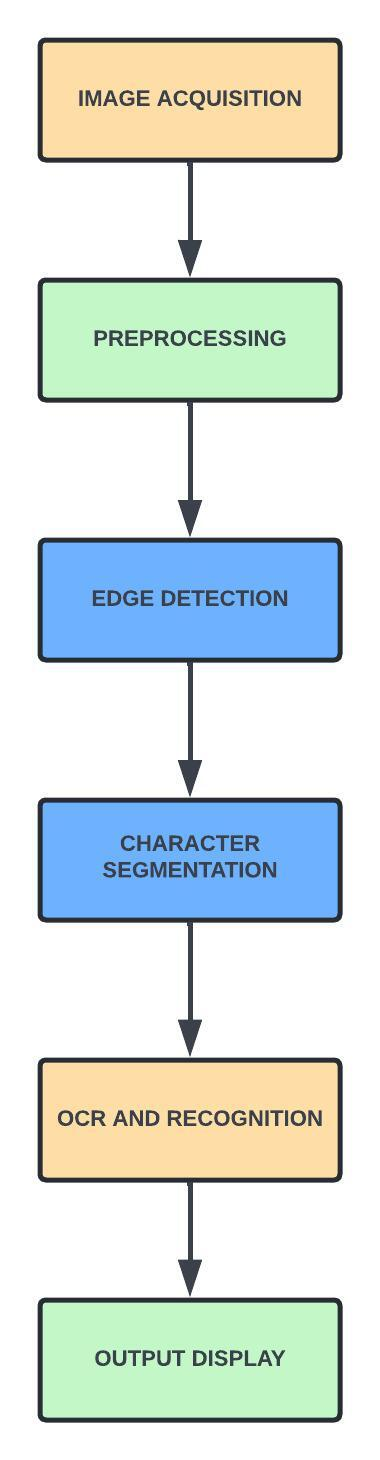 IMAGE ACQUISITION
PREPROCESSING
EDGE DETECTION
CHARACTER
SEGMENTATION
OCR AND RECOGNITION
OUTPUT DISPLAY